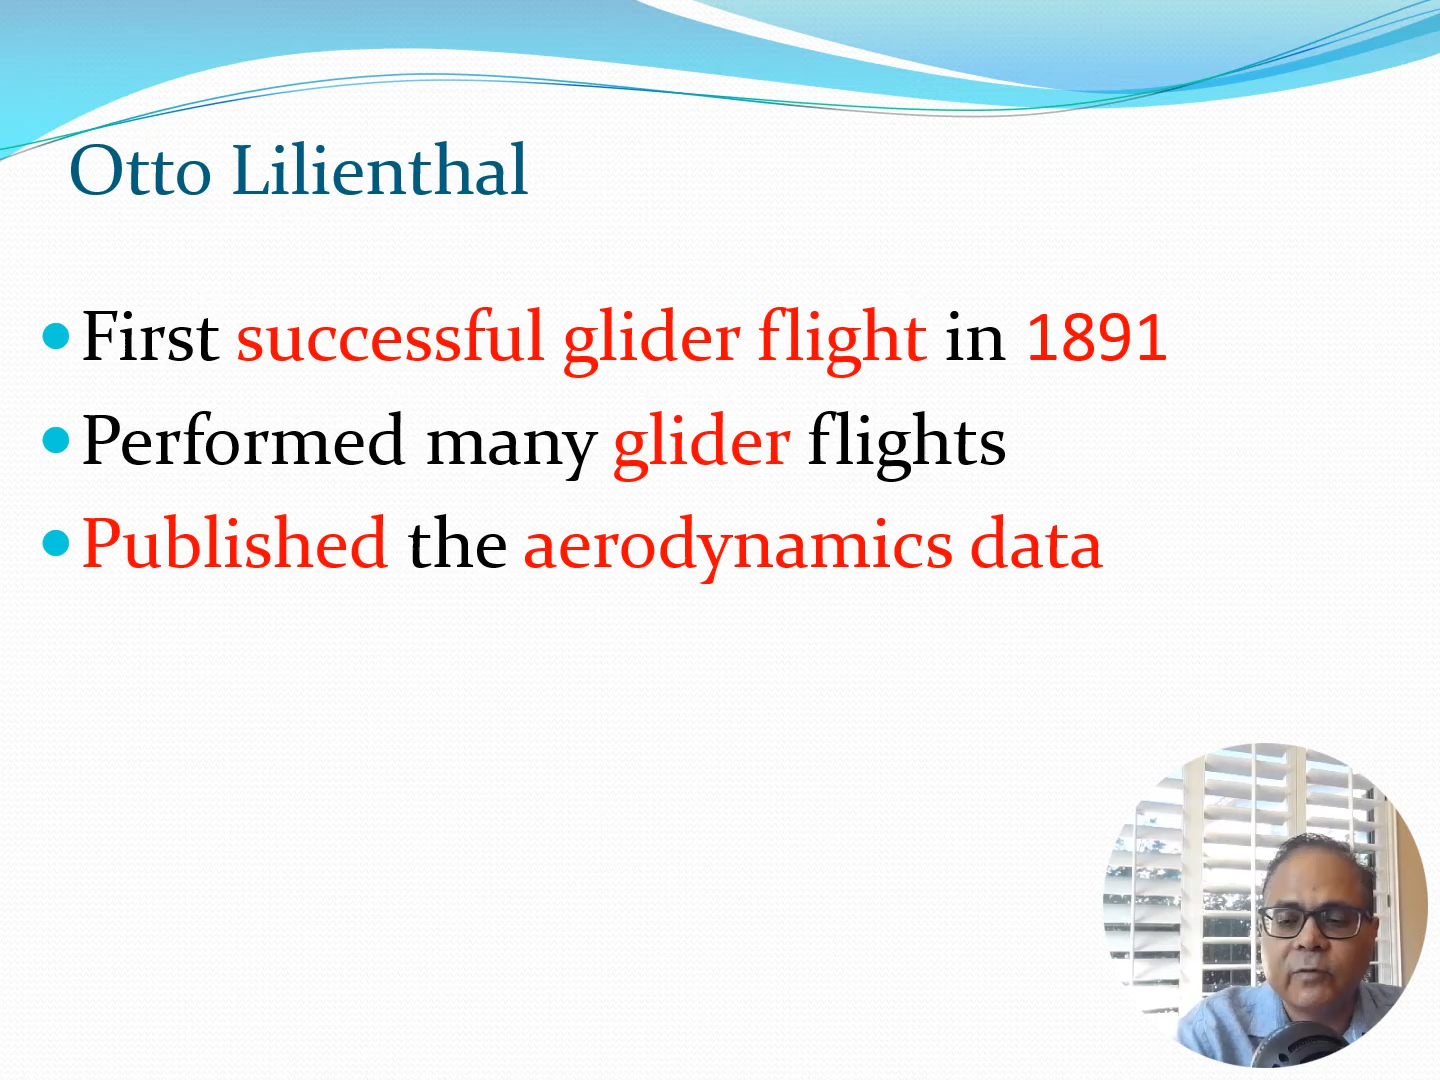 Otto Lilienthal
First successful glider flight in 1891
Performed many glider flights
Published the aerodynamics data